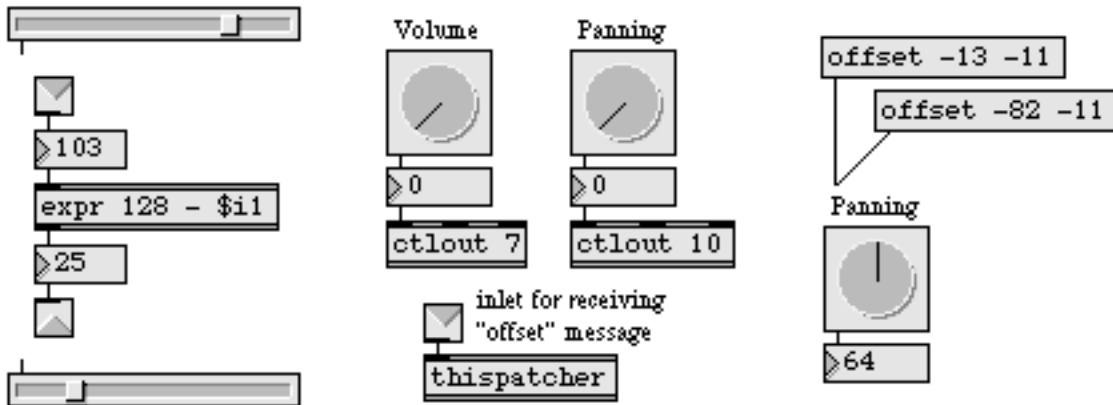 103
expr 128 - $i1
25
Volume
Panning
0
0
ctlout 7
ctlout 10
inlet for receiving
"offset" message
thispatcher
offset -13 -11
offset -82 -11
Panning
64